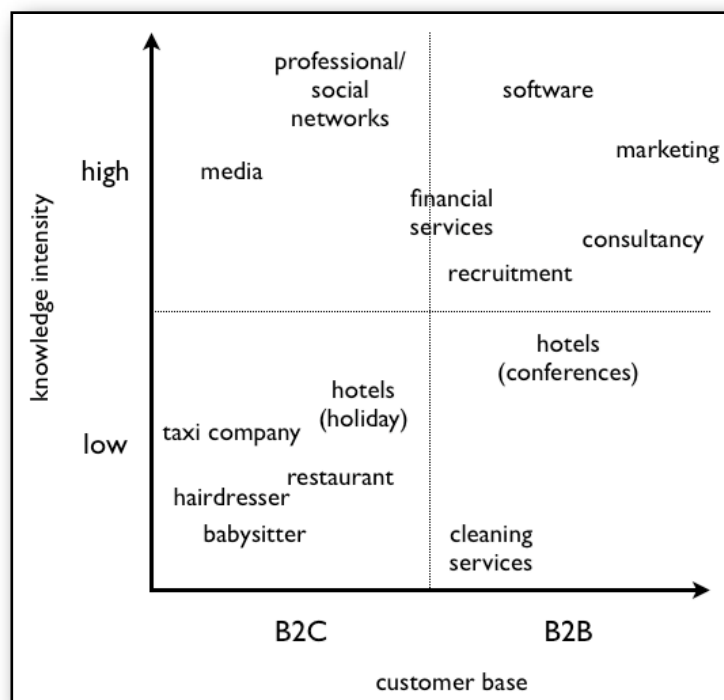 professional/
social
networks
software
marketing
high
media
financial
services
consultancy
recruitment
knowledge intensity
hotels
(conferences)
hotels
(holiday)
taxi company
low
restaurant
hairdresser
babysitter
cleaning
services
B2C
B2B
customer base